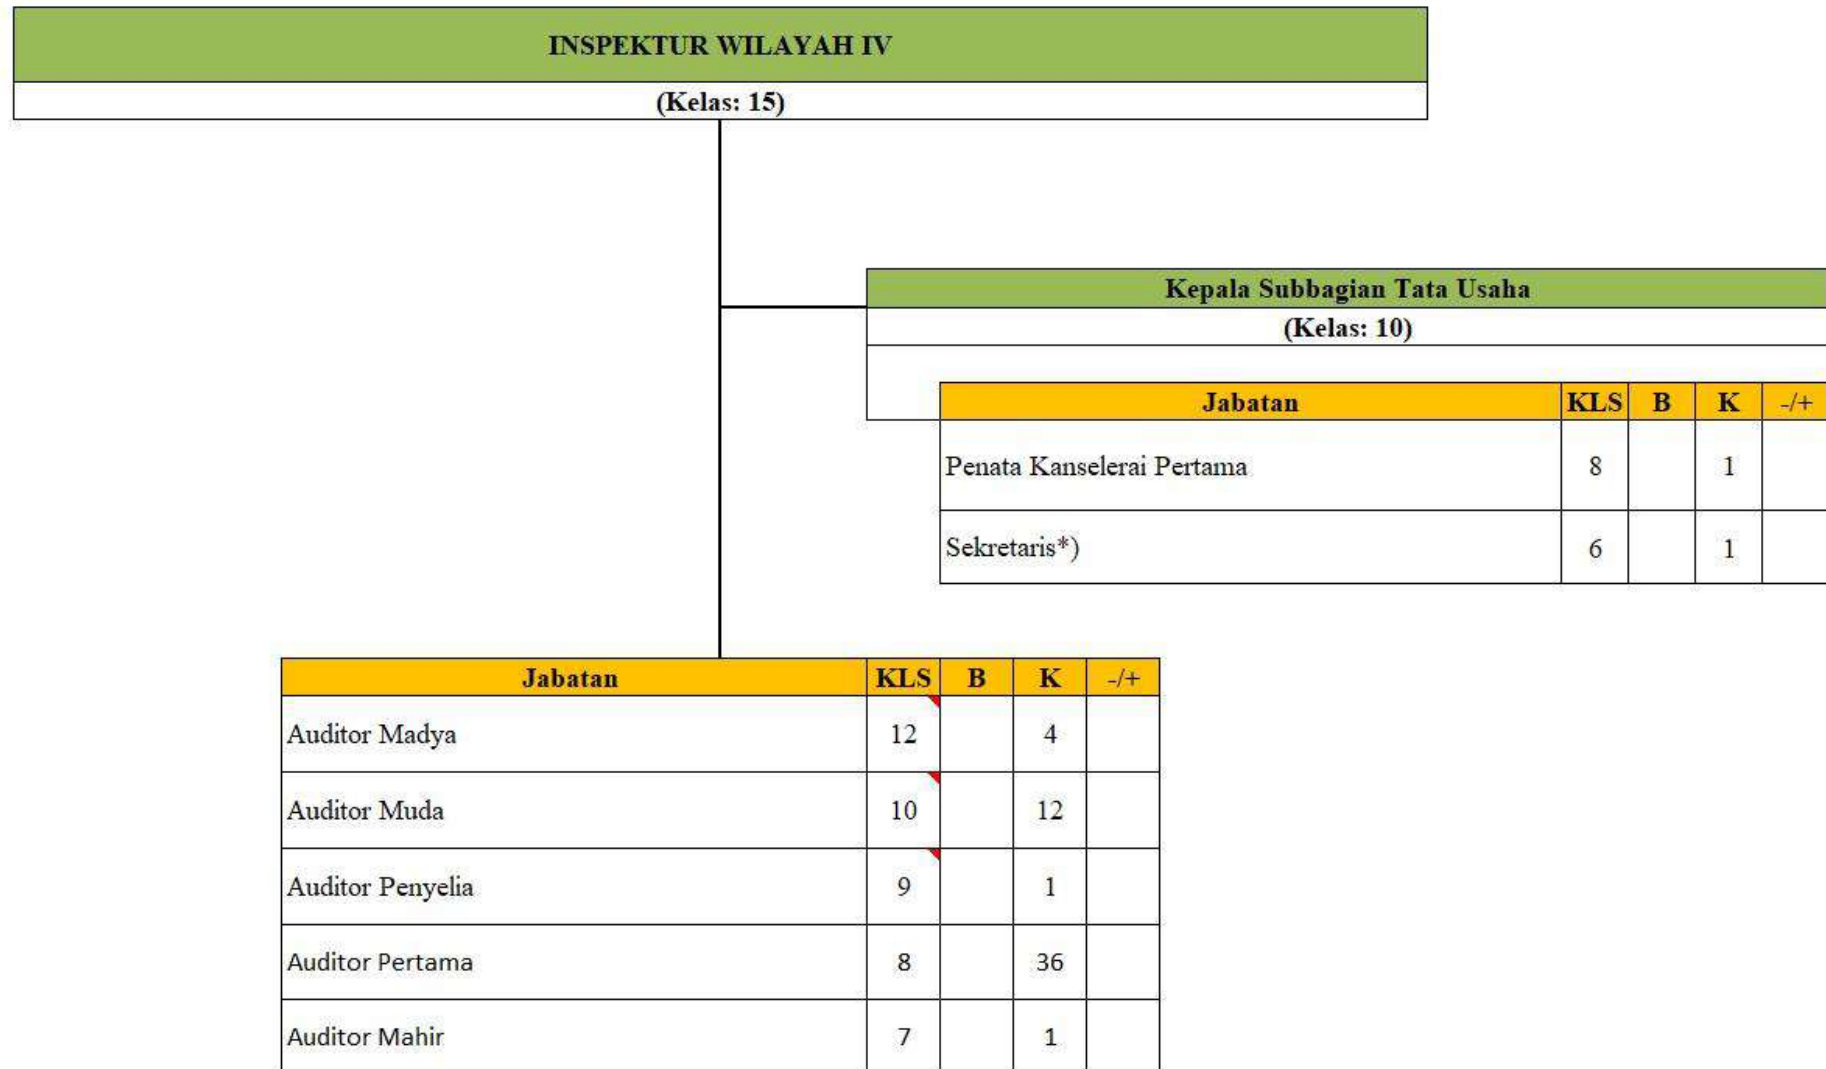 INSPEKTUR WILAYAH IV
(Kelas: 15)
Kepala Subbagian Tata Usaha
(Kelas: 10)
Jabatan KLS B K -/+
Penata Kanselerai Pertama 8 1
Sekretaris*) 6 1
Jabatan KLS B K -/+
Auditor Madya 12 4
Auditor Muda 10 12
Auditor Penyelia 9 1
Auditor Pertama 8 36
Auditor Mahir 7 1